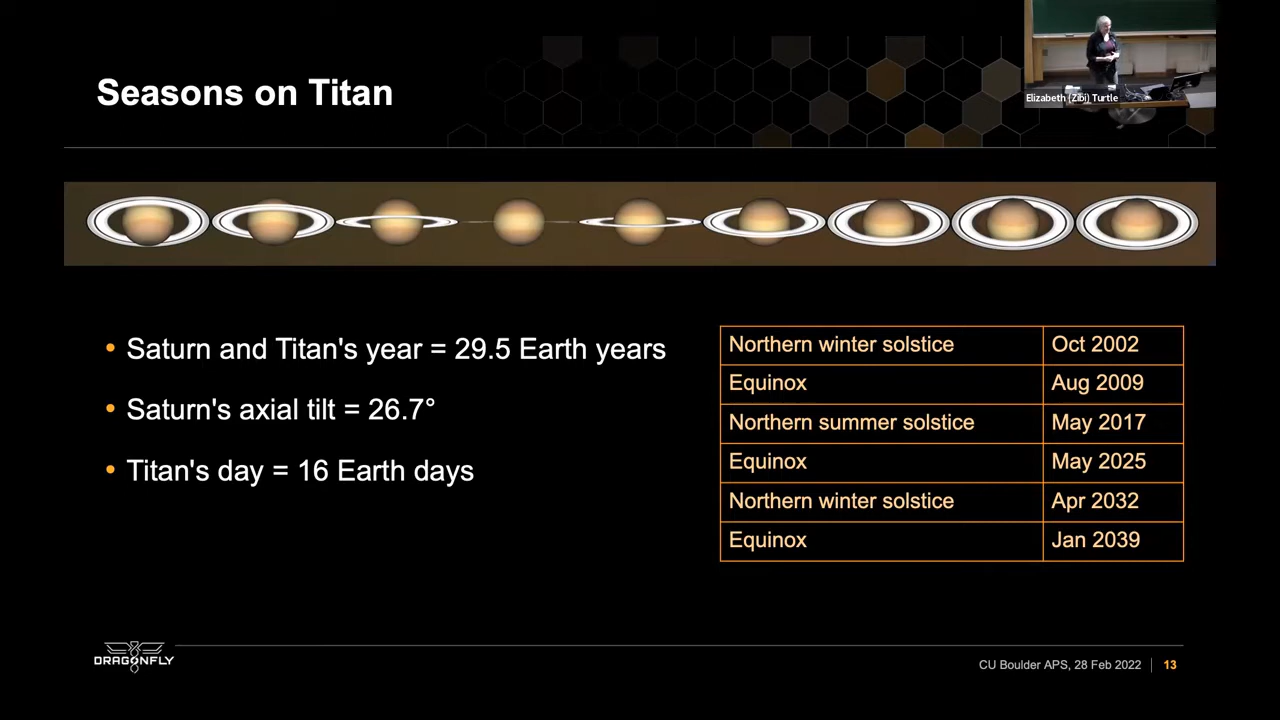 Seasons on Titan
Elizabeth (Zibi) Turtle
• Saturn and Titan's year = 29.5 Earth years
• Saturn's axial tilt = 26.7°
• Titan's day = 16 Earth days
Northern winter solstice Oct 2002
Equinox Aug 2009
Northern summer solstice May 2017
Equinox May 2025
Northern winter solstice Apr 2032
Equinox Jan 2039
DRAGONFLY
CU Boulder APS, 28 Feb 2022 | 13